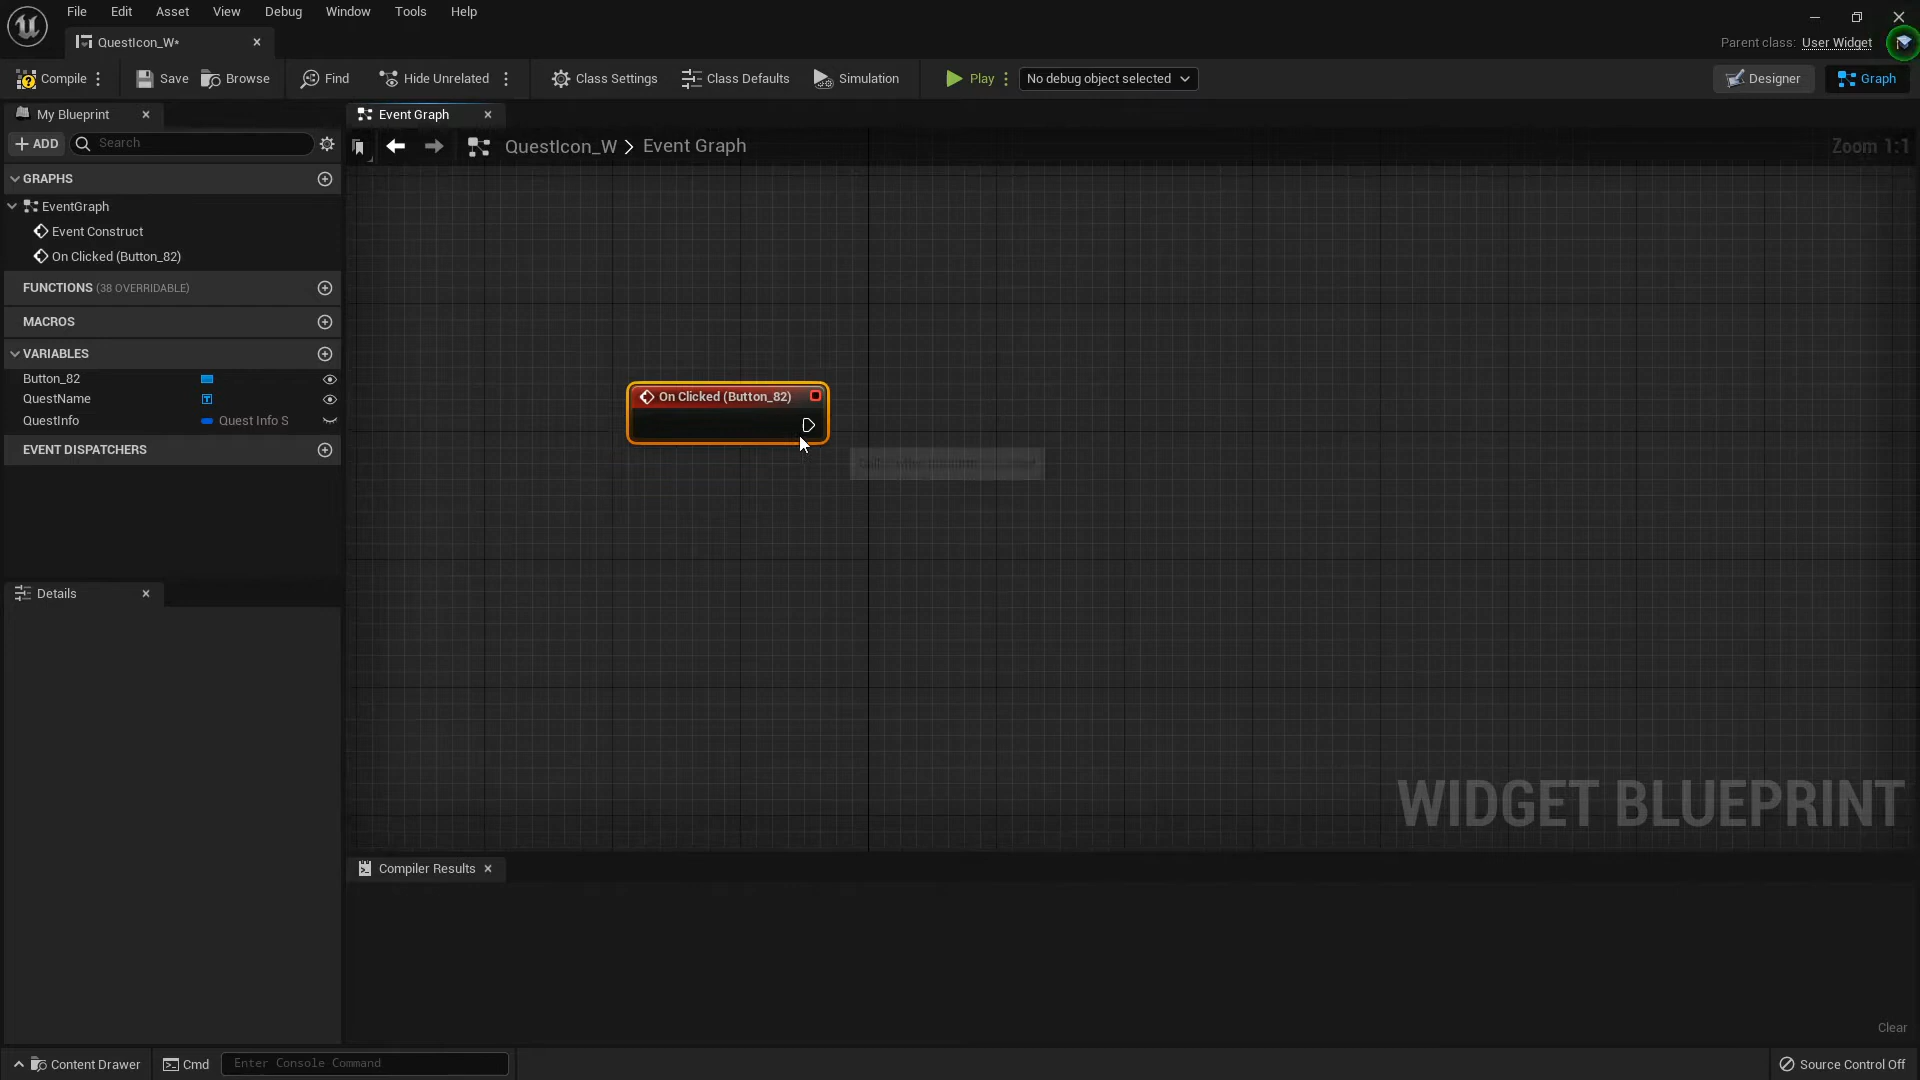 File Edit Asset View Debug Window Tools Help
QuestIcon_W*
Parent class: User Widget
Compile Save Browse Find Hide Unrelated Class Settings Class Defaults Simulation Play No debug object selected Designer Graph
My Blueprint
Event Graph
ADD Search
QuestIcon_W > Event Graph
Zoom 1:1
GRAPHS
EventGraph
Event Construct
On Clicked (Button_82)
FUNCTIONS (38 OVERRIDABLE)
MACROS
VARIABLES
Button_82
QuestName
QuestInfo Quest Info S
EVENT DISPATCHERS
On Clicked (Button_82)
Details
WIDGET BLUEPRINT
Compiler Results
Clear
Content Drawer Cmd Enter Console Command Source Control Off